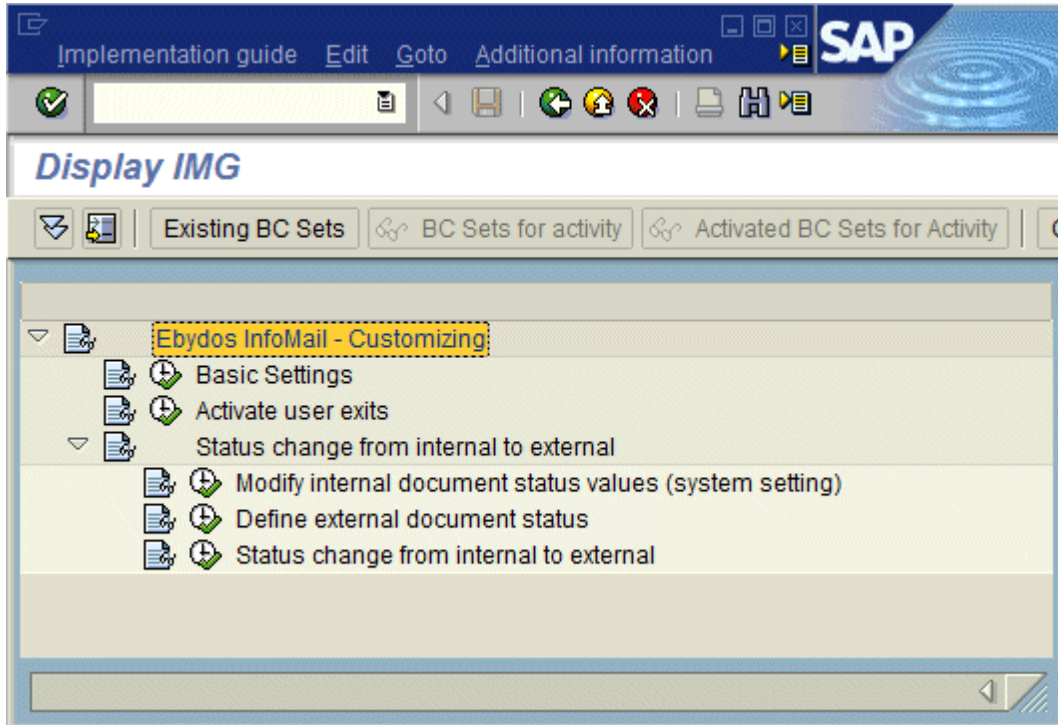 Implementation guide Edit Goto Additional information
SAP
Display IMG
Existing BC Sets BC Sets for activity Activated BC Sets for Activity
Ebydos InfoMail - Customizing
Basic Settings
Activate user exits
Status change from internal to external
Modify internal document status values (system setting)
Define external document status
Status change from internal to external